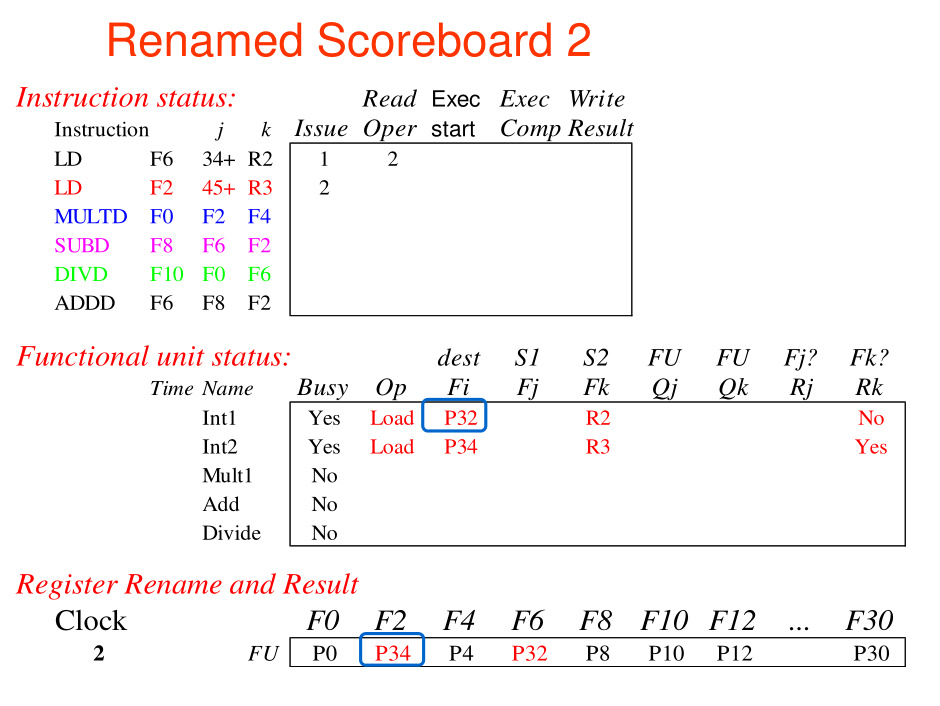 Renamed Scoreboard 2
Instruction status: Read Exec Exec Write
Instruction j k Issue Oper start Comp Result
LD F6 34+ R2 1 2
LD F2 45+ R3 2
MULTD F0 F2 F4
SUBD F8 F6 F2
DIVD F10 F0 F6
ADDD F6 F8 F2
Functional unit status: dest S1 S2 FU FU Fj? Fk?
Time Name Busy Op Fi Fj Fk Qj Qk Rj Rk
Int1 Yes Load P32 R2 No
Int2 Yes Load P34 R3 Yes
Mult1 No
Add No
Divide No
Register Rename and Result
Clock F0 F2 F4 F6 F8 F10 F12 ... F30
2 FU P0 P34 P4 P32 P8 P10 P12 P30